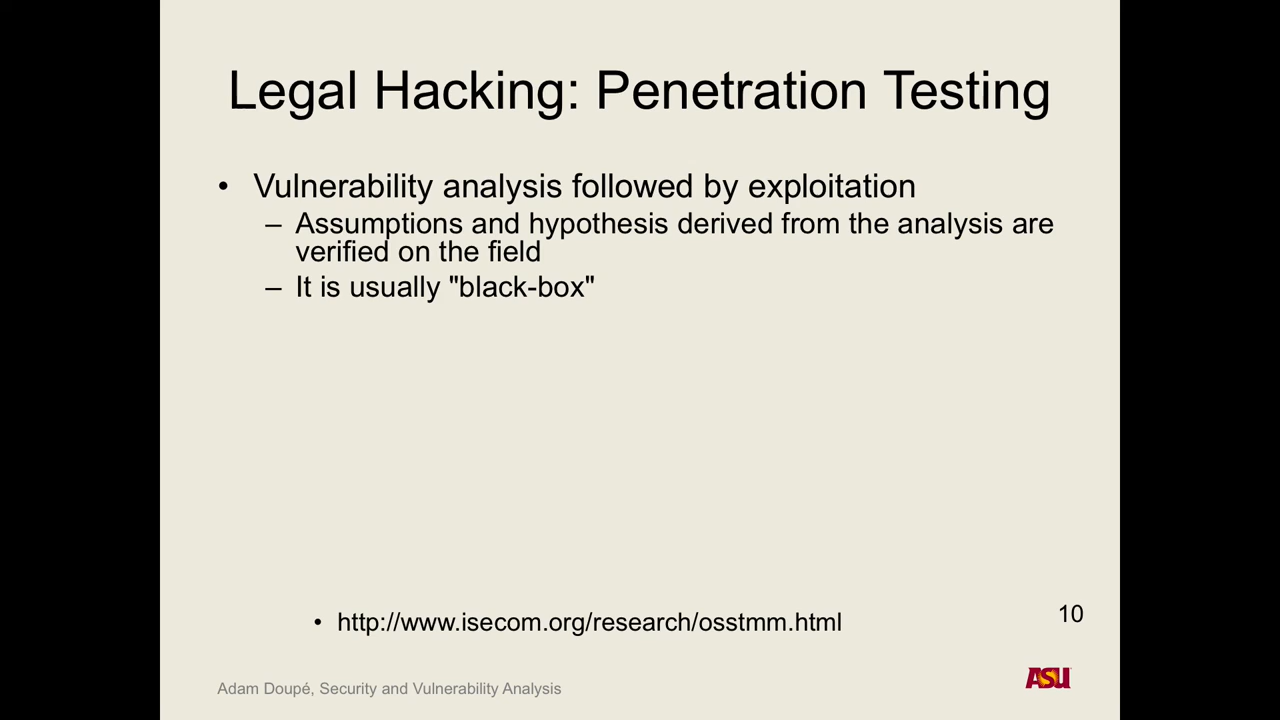 Legal Hacking: Penetration Testing
• Vulnerability analysis followed by exploitation
– Assumptions and hypothesis derived from the analysis are
verified on the field
– It is usually "black-box"
• http://www.isecom.org/research/osstmm.html
10
Adam Doupé, Security and Vulnerability Analysis
ASU